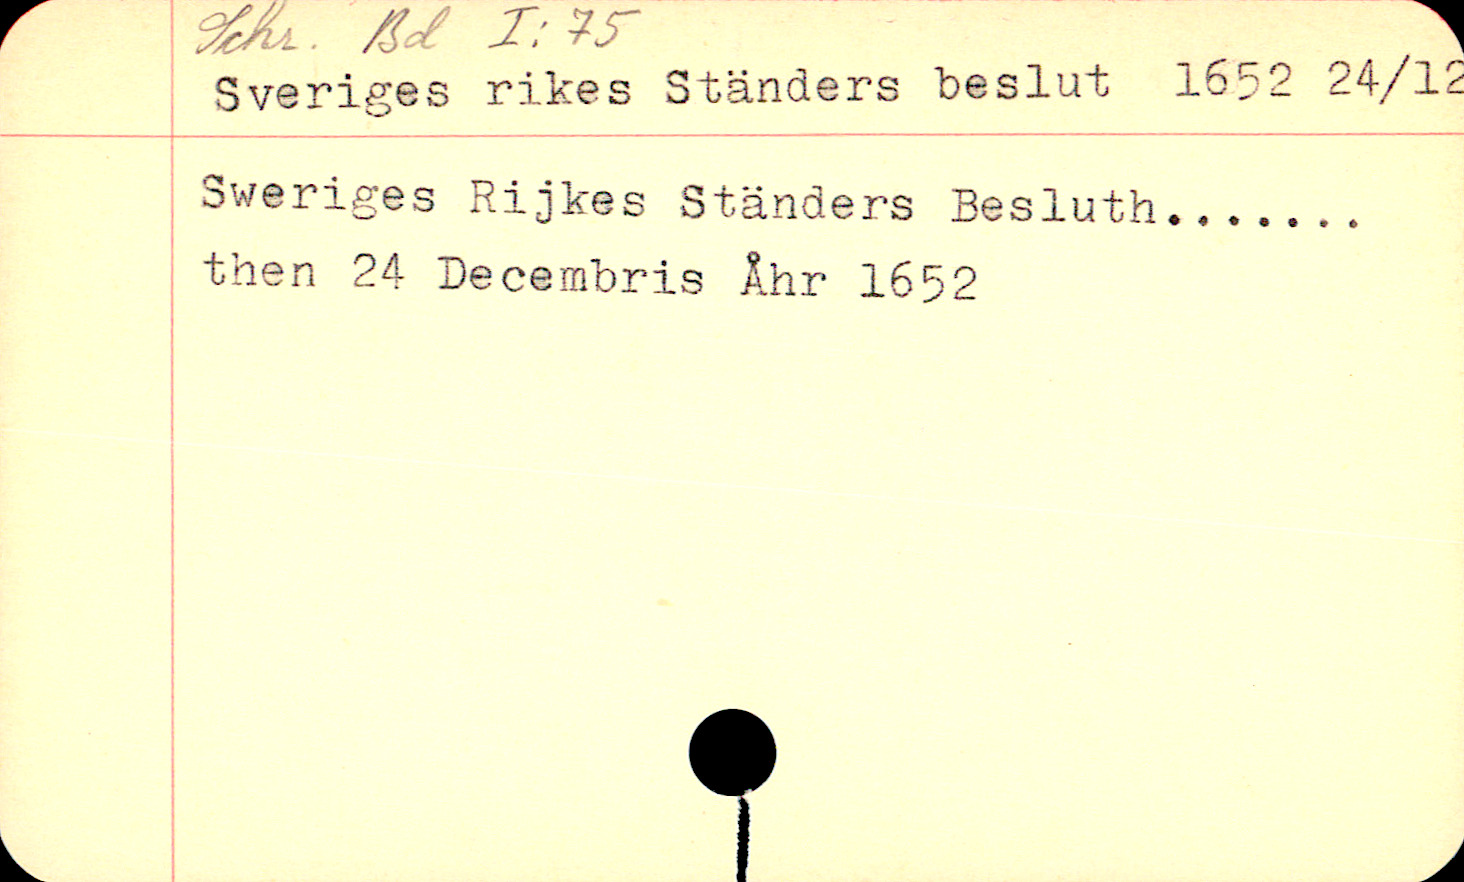 Schr. Bd I:75
Sveriges rikes Ständers beslut 1652 24/12
Sweriges Rijkes Ständers Besluth.......
then 24 Decembris Åhr 1652